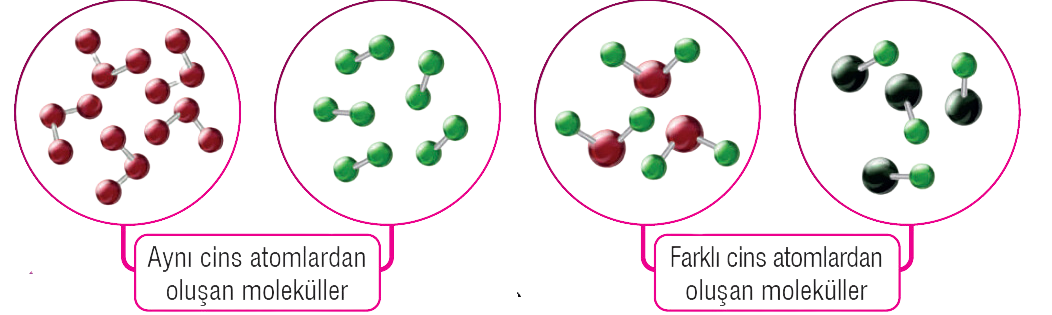 Aynı cins atomlardan
oluşan moleküller
Farklı cins atomlardan
oluşan moleküller